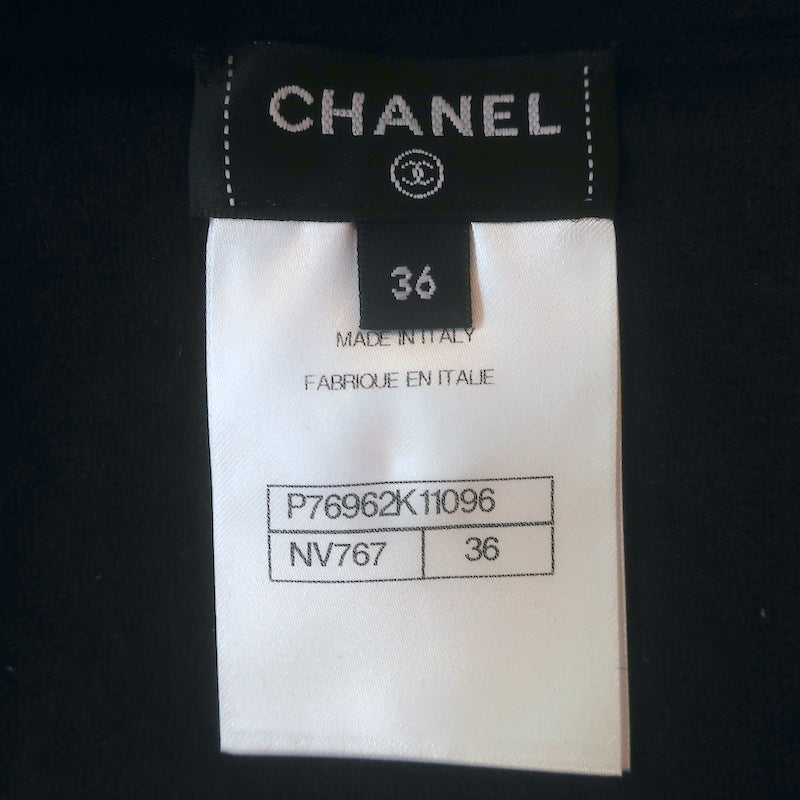 CHANEL
36
MADE IN ITALY
FABRIQUE EN ITALIE
P76962K11096
NV767 36